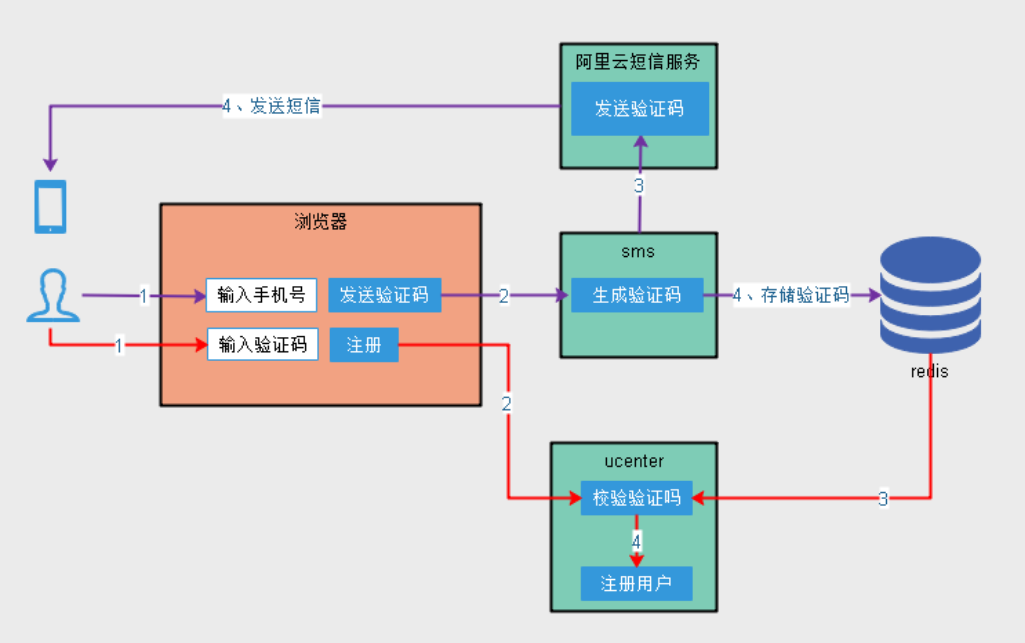 阿里云短信服务
发送验证码
4、发送短信
3
浏览器
sms
1
输入手机号
发送验证码
2
生成验证码
4、存储验证码
1
输入验证码
注册
redis
2
ucenter
校验验证吗
3
4
注册用户